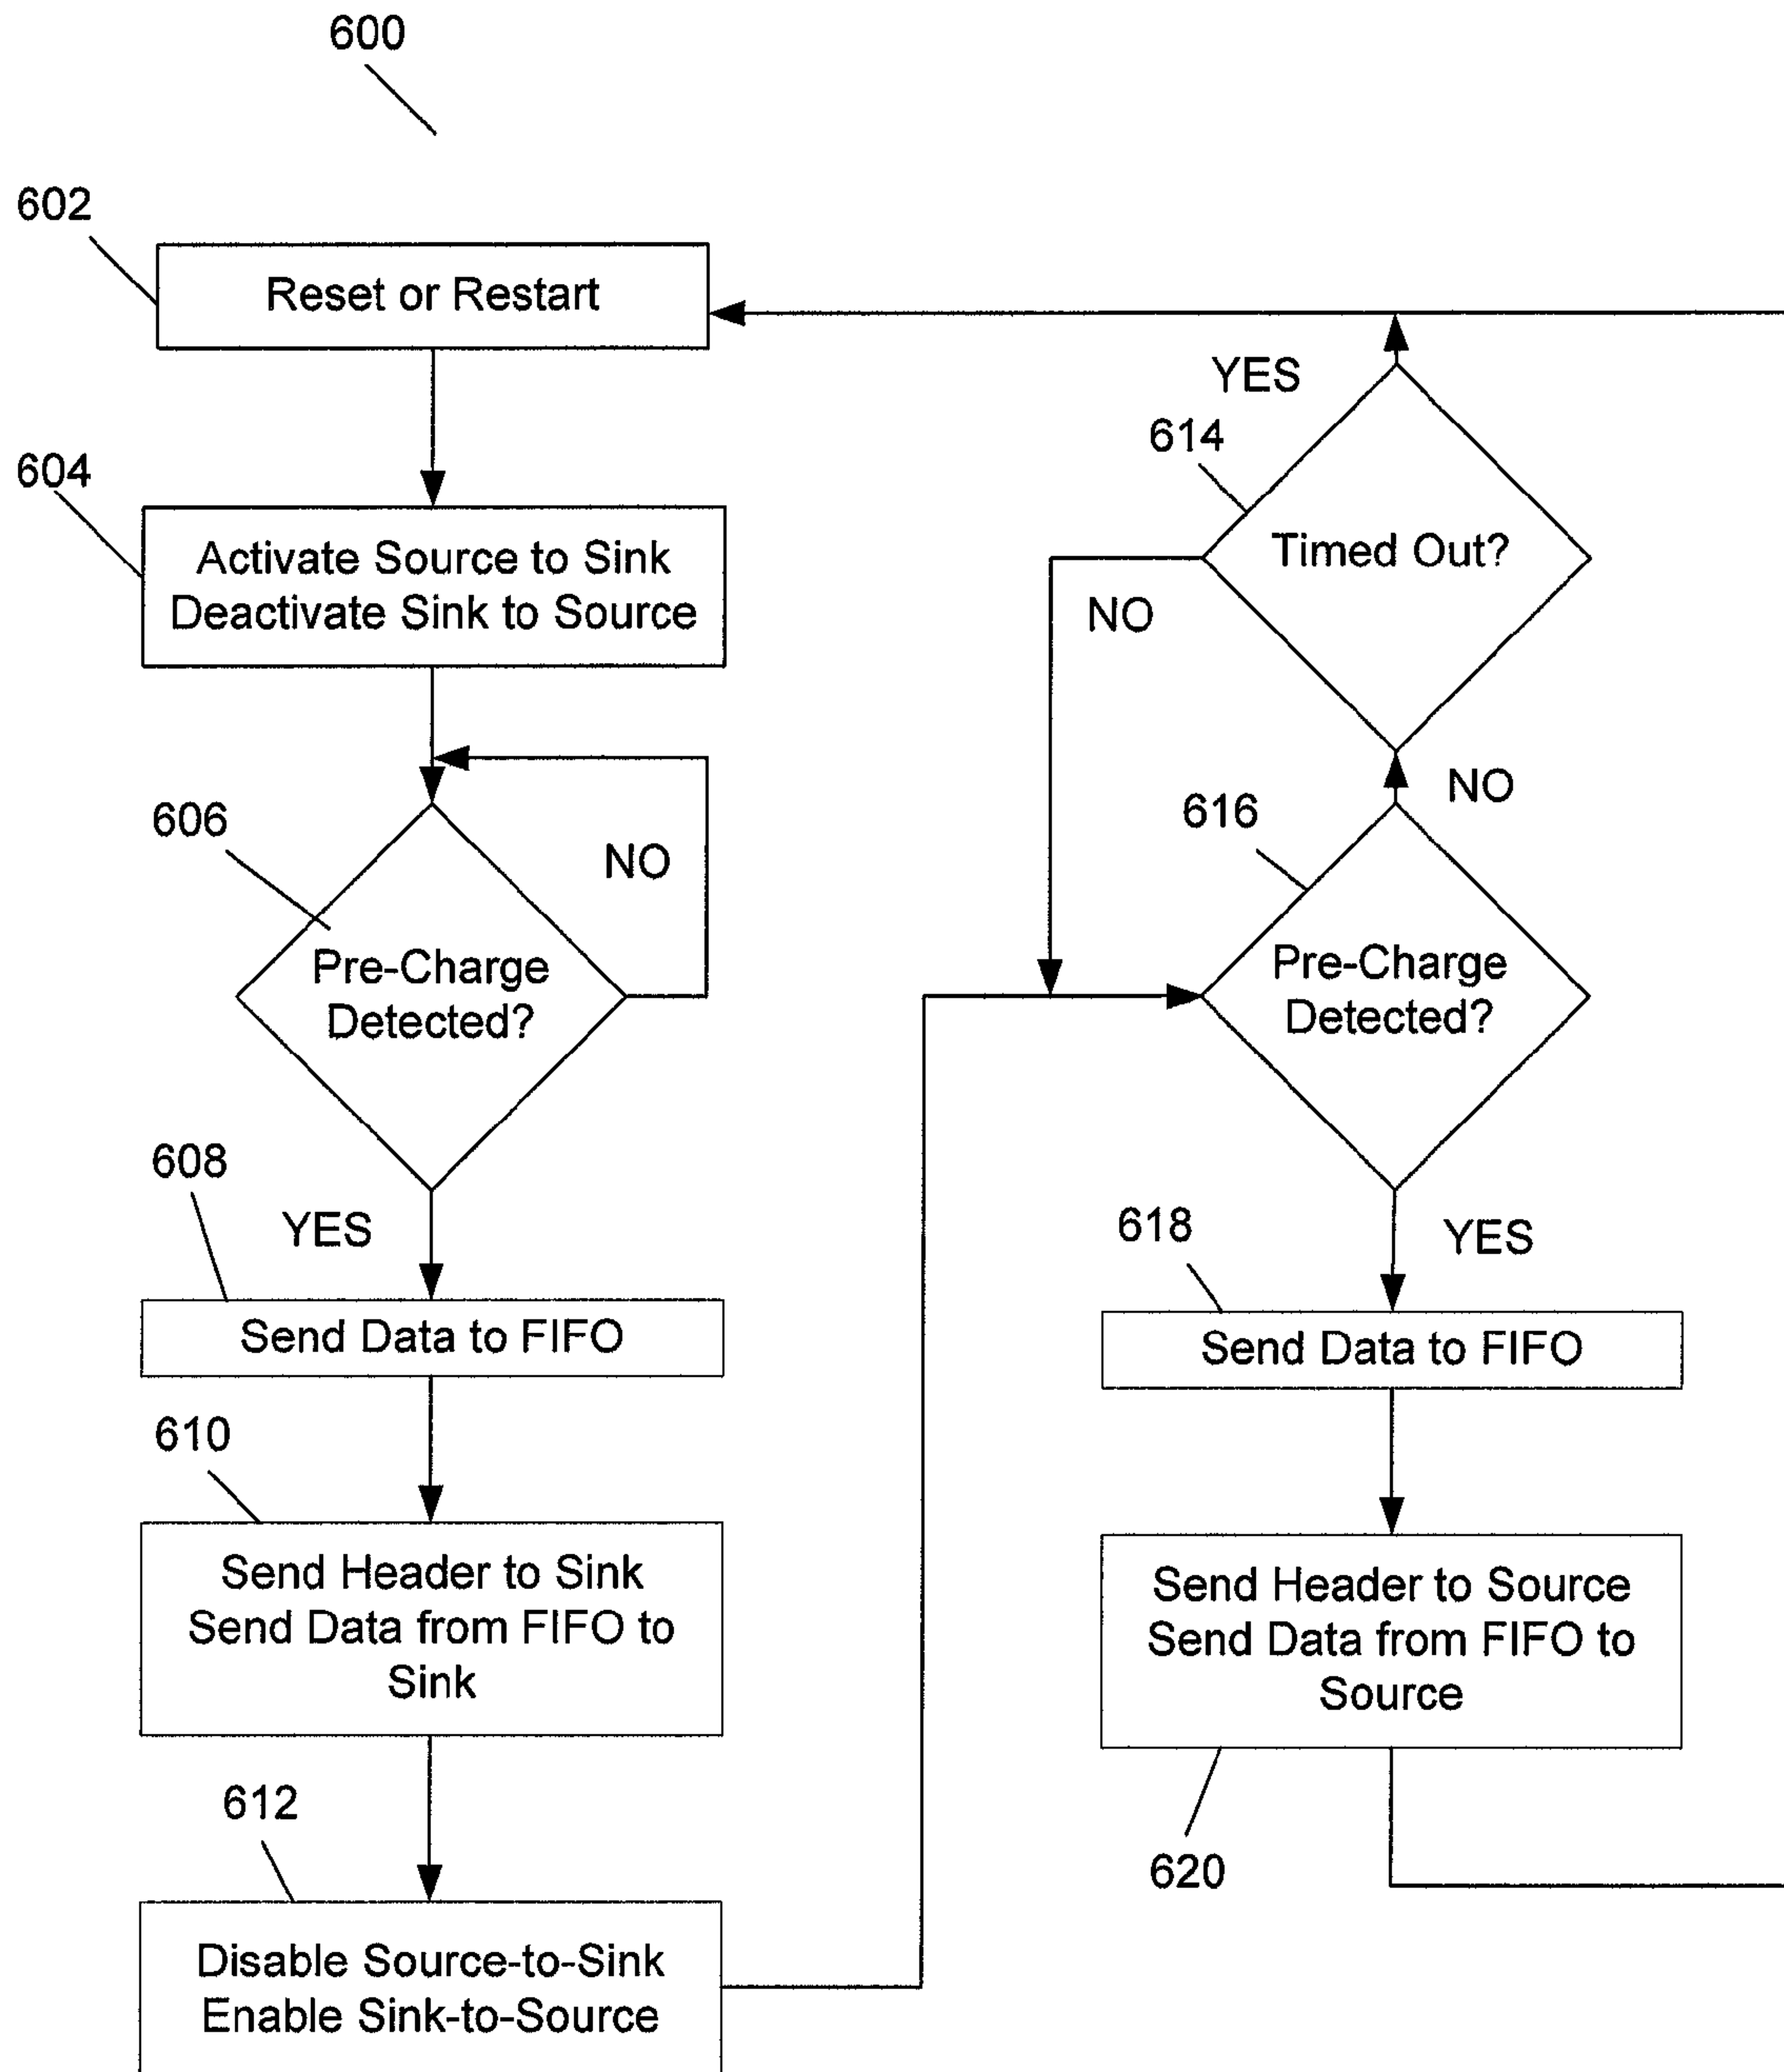 600
602
Reset or Restart
604
Activate Source to Sink
Deactivate Sink to Source
606
NO
Pre-Charge
Detected?
608
YES
Send Data to FIFO
610
Send Header to Sink
Send Data from FIFO to
Sink
612
Disable Source-to-Sink
Enable Sink-to-Source
YES
614
Timed Out?
NO
NO
616
Pre-Charge
Detected?
618
YES
Send Data to FIFO
Send Header to Source
Send Data from FIFO to
Source
620